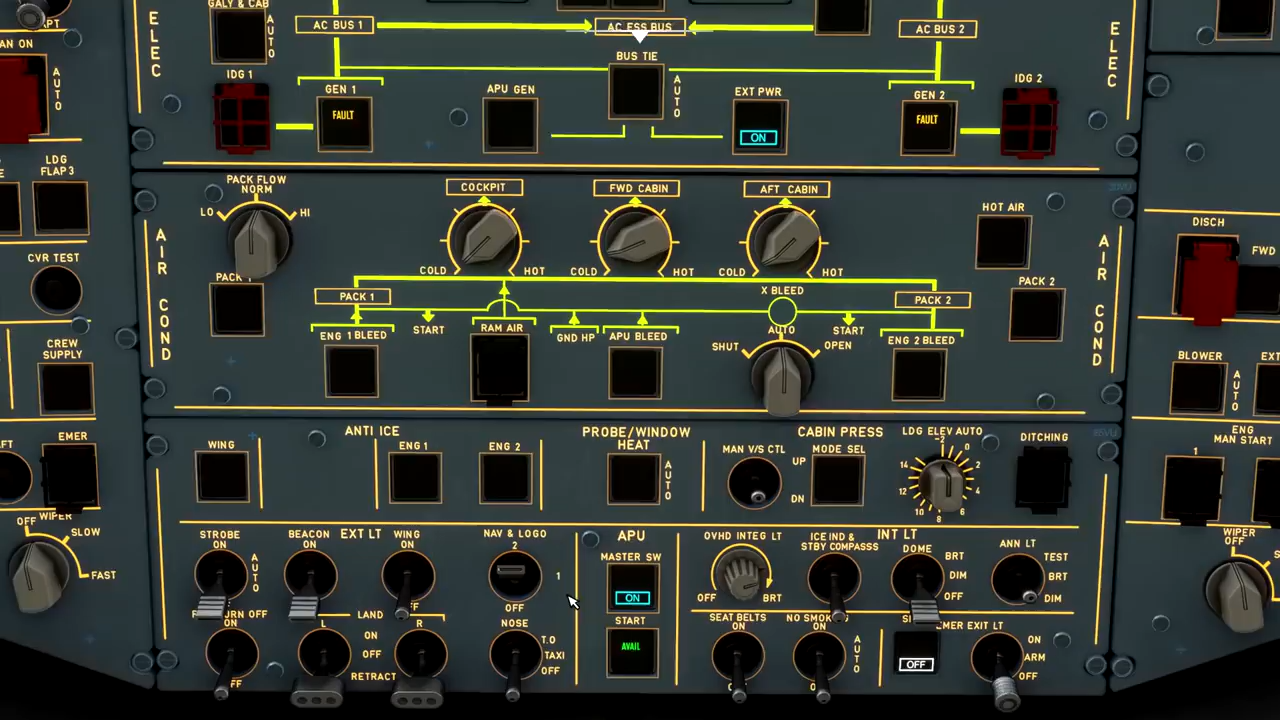 GALY & CAB
AUTO
AC BUS 1
AC ESS BUS
AC BUS 2
ELEC
ELEC
BUS TIE
AUTO
IDG 1
GEN 1
FAULT
APU GEN
EXT PWR
ON
GEN 2
FAULT
IDG 2
AUTO
LDG
FLAP 3
CVR TEST
CREW
SUPPLY
EMER
WIPER
OFF
SLOW
FAST
PACK FLOW
NORM
LO
HI
AIR COND
COCKPIT
FWD CABIN
AFT CABIN
COLD
HOT
COLD
HOT
COLD
HOT
HOT AIR
AIR COND
PACK 1
PACK 1
PACK 2
PACK 2
X BLEED
AUTO
SHUT
OPEN
ENG 1 BLEED
START
RAM AIR
GND HP
APU BLEED
START
ENG 2 BLEED
DISCH
FWD
BLOWER
AUTO
ENG
MAN START
1
WIPER
OFF
ANTI ICE
WING
ENG 1
ENG 2
PROBE/WINDOW
HEAT
AUTO
CABIN PRESS
MAN V/S CTL
UP
DN
MODE SEL
LDG ELEV AUTO
-2
0
2
4
6
8
10
12
14
DITCHING
EXT LT
STROBE
ON
AUTO
BEACON
ON
WING
ON
NAV & LOGO
2
1
OFF
OFF
ON
LAND
L
R
ON
OFF
RETRACT
NOSE
T.O
TAXI
OFF
APU
MASTER SW
ON
START
AVAIL
INT LT
OVHD INTEG LT
OFF
BRT
ICE IND &
STBY COMPASSS
DOME
BRT
DIM
OFF
ANN LT
TEST
BRT
DIM
SEAT BELTS
ON
NO SMOKING
ON
AUTO
EMER EXIT LT
OFF
ON
ARM
OFF